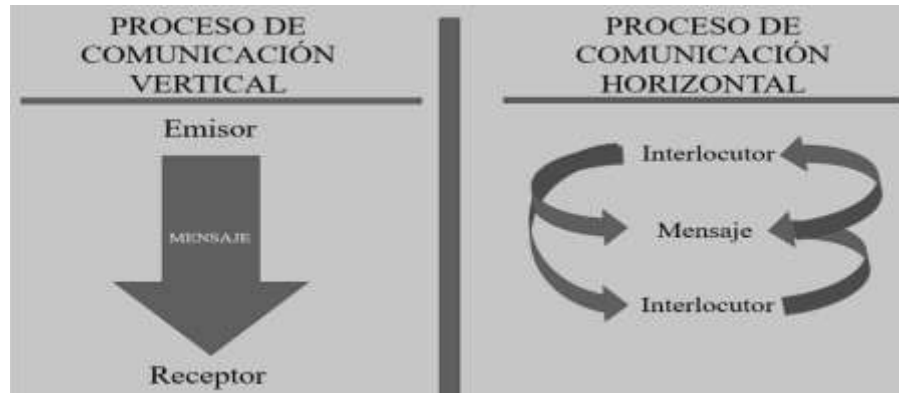 PROCESO DE
COMUNICACIÓN
VERTICAL
Emisor
MENSAJE
Receptor
PROCESO DE
COMUNICACIÓN
HORIZONTAL
Interlocutor
Mensaje
Interlocutor